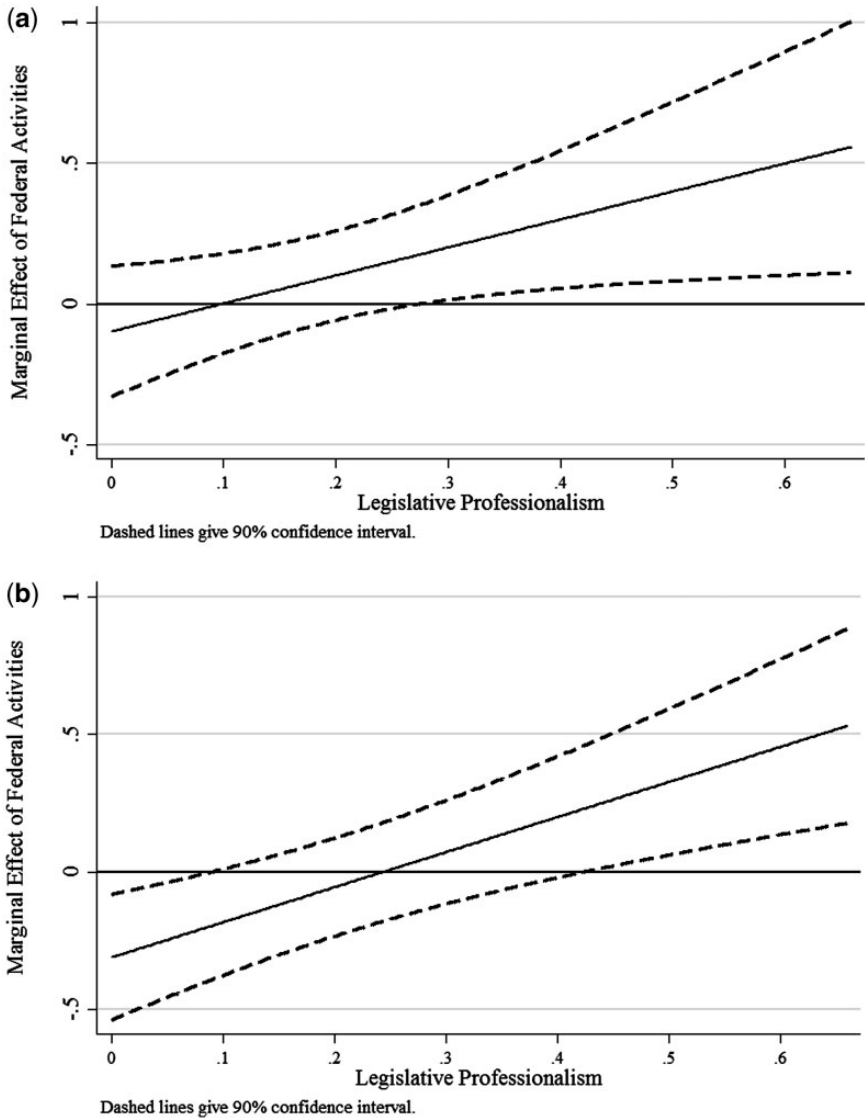 (a)
Marginal Effect of Federal Activities
1
.5
0
-.5
0 .1 .2 .3 .4 .5 .6
Legislative Professionalism
Dashed lines give 90% confidence interval.
(b)
Marginal Effect of Federal Activities
1
.5
0
-.5
0 .1 .2 .3 .4 .5 .6
Legislative Professionalism
Dashed lines give 90% confidence interval.